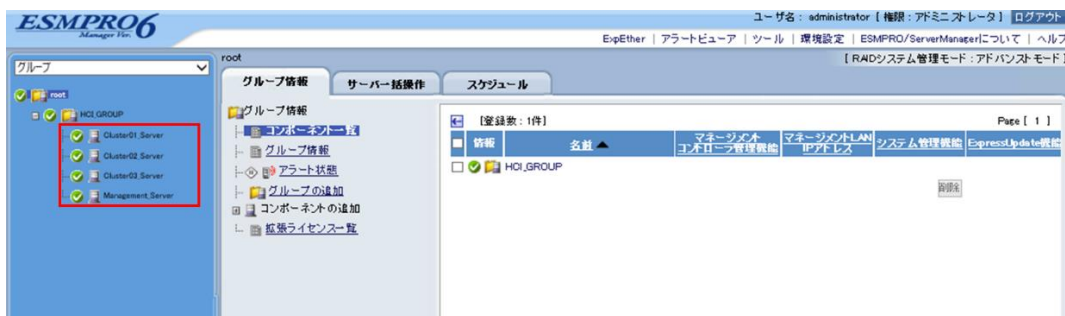 ESMPRO6
Manager Ver.
ユーザ名 : administrator [ 権限 : アドミニストレータ ] ログアウト
ExpEther | アラートビューア | ツール | 環境設定 | ESMPRO/ServerManagerについて | ヘルプ
グループ
root
[ RAIDシステム管理モード : アドバンストモード ]
root
HCI_GROUP
Cluster01_Server
Cluster02_Server
Cluster03_Server
Management_Server
グループ情報
サーバ一括操作
スケジュール
グループ情報
コンポーネント一覧
グループ情報
アラート状態
グループの追加
コンポーネントの追加
拡張ライセンス一覧
[登録数 : 1件]
Page [ 1 ]
情報
名前▲
マネージメント
コントローラ管理機能
マネージメントLAN
IPアドレス
システム管理機能
ExpressUpdate機能
HCI_GROUP
削除